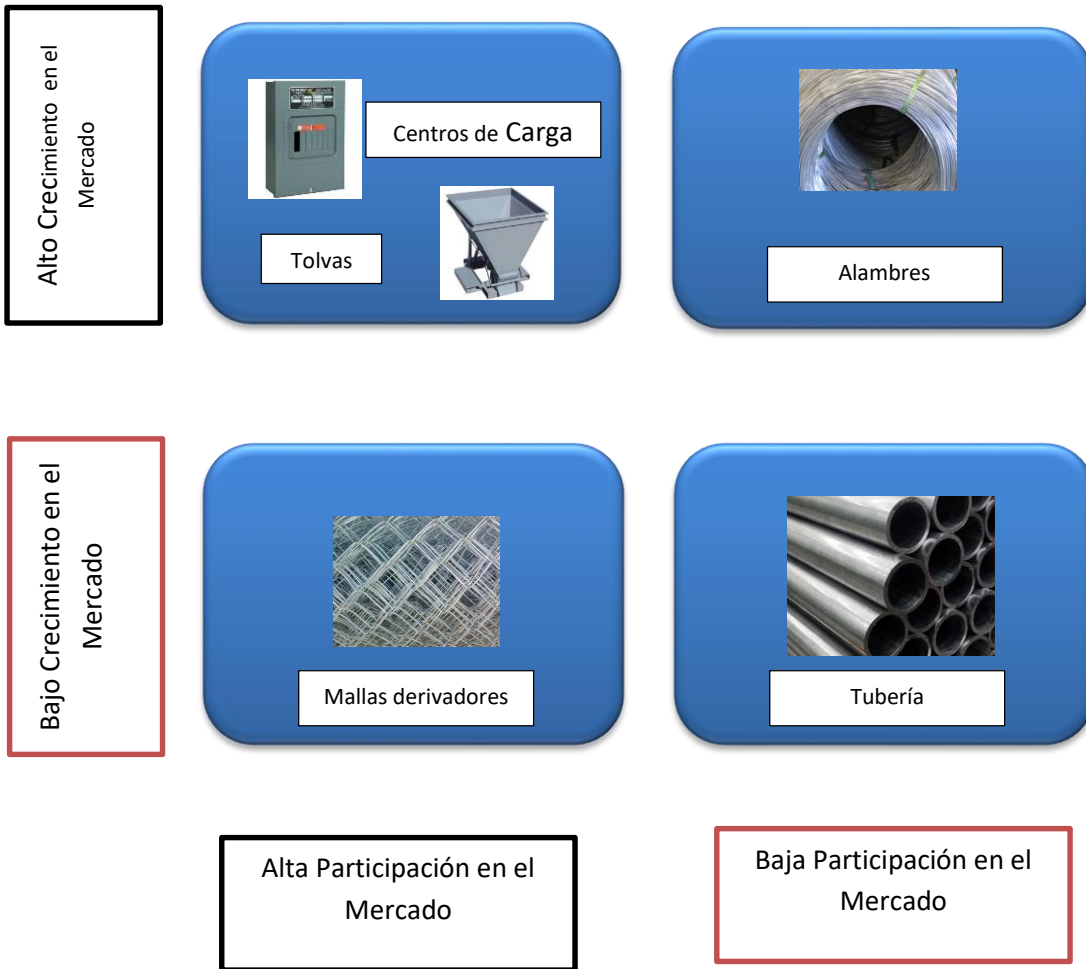 Alto Crecimiento en el
Mercado
Centros de Carga
Tolvas
Alambres
Bajo Crecimiento en el
Mercado
Mallas derivadores
Tubería
Alta Participación en el
Mercado
Baja Participación en el
Mercado